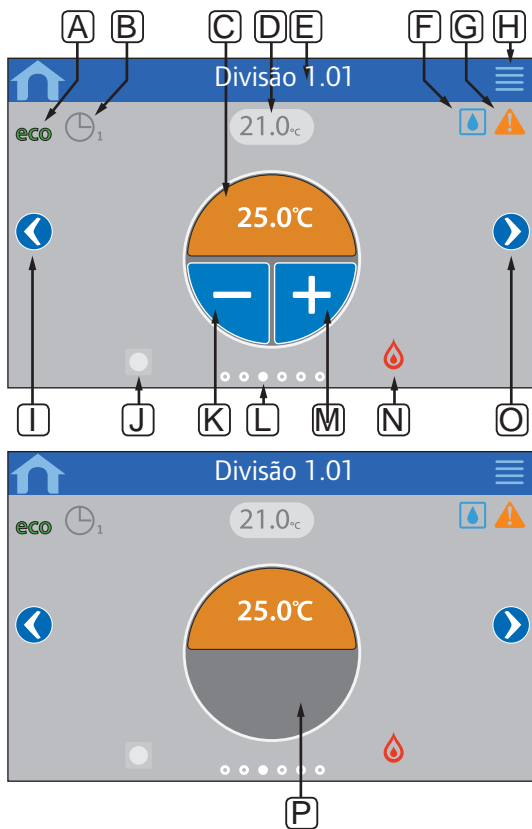 A B C D E F G H
Divisão 1.01
eco 1 21.0°C
25.0°C
− +
I J K L M N O
Divisão 1.01
eco 1 21.0°C
25.0°C
P